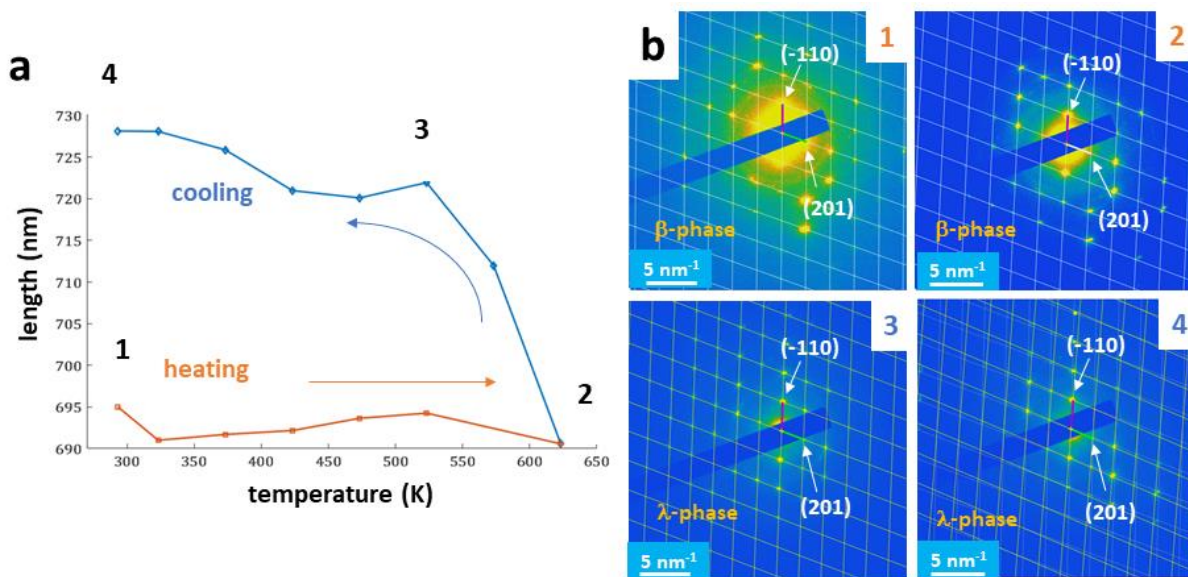 a
4
3
1
2
cooling
heating
730
725
720
715
710
705
700
695
690
300 350 400 450 500 550 600 650
length (nm)
temperature (K)
b
1
(-110)
(201)
β-phase
5 nm⁻¹
2
(-110)
(201)
β-phase
5 nm⁻¹
3
(-110)
(201)
λ-phase
5 nm⁻¹
4
(-110)
(201)
λ-phase
5 nm⁻¹